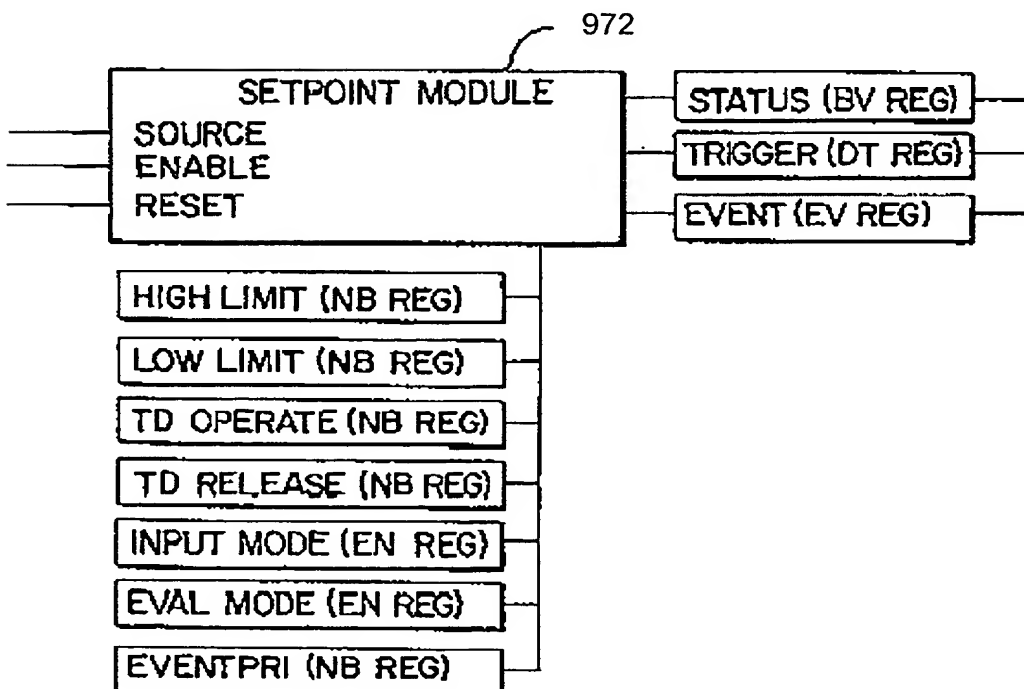 972
SETPOINT MODULE
SOURCE
ENABLE
RESET
STATUS (BV REG)
TRIGGER (DT REG)
EVENT (EV REG)
HIGH LIMIT (NB REG)
LOW LIMIT (NB REG)
TD OPERATE (NB REG)
TD RELEASE (NB REG)
INPUT MODE (EN REG)
EVAL MODE (EN REG)
EVENTPRI (NB REG)